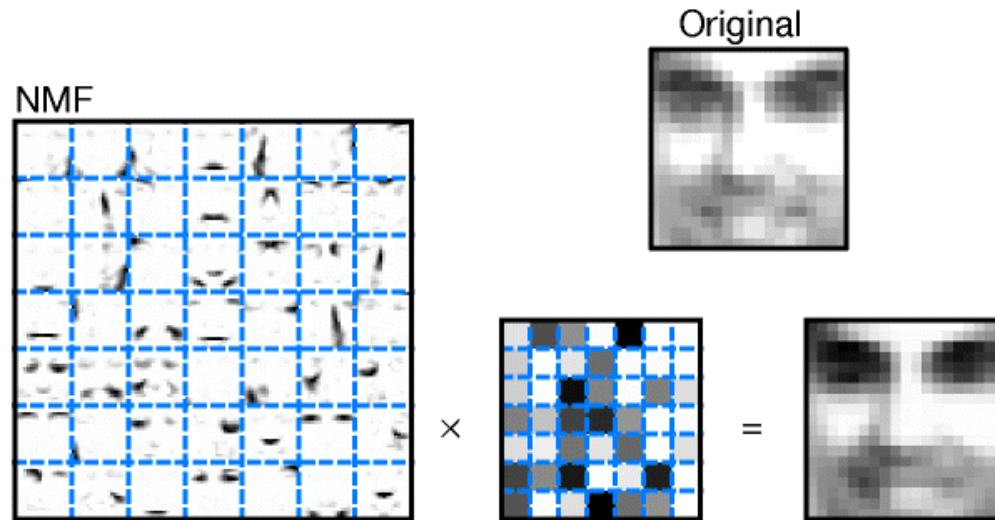 Original
NMF
× =